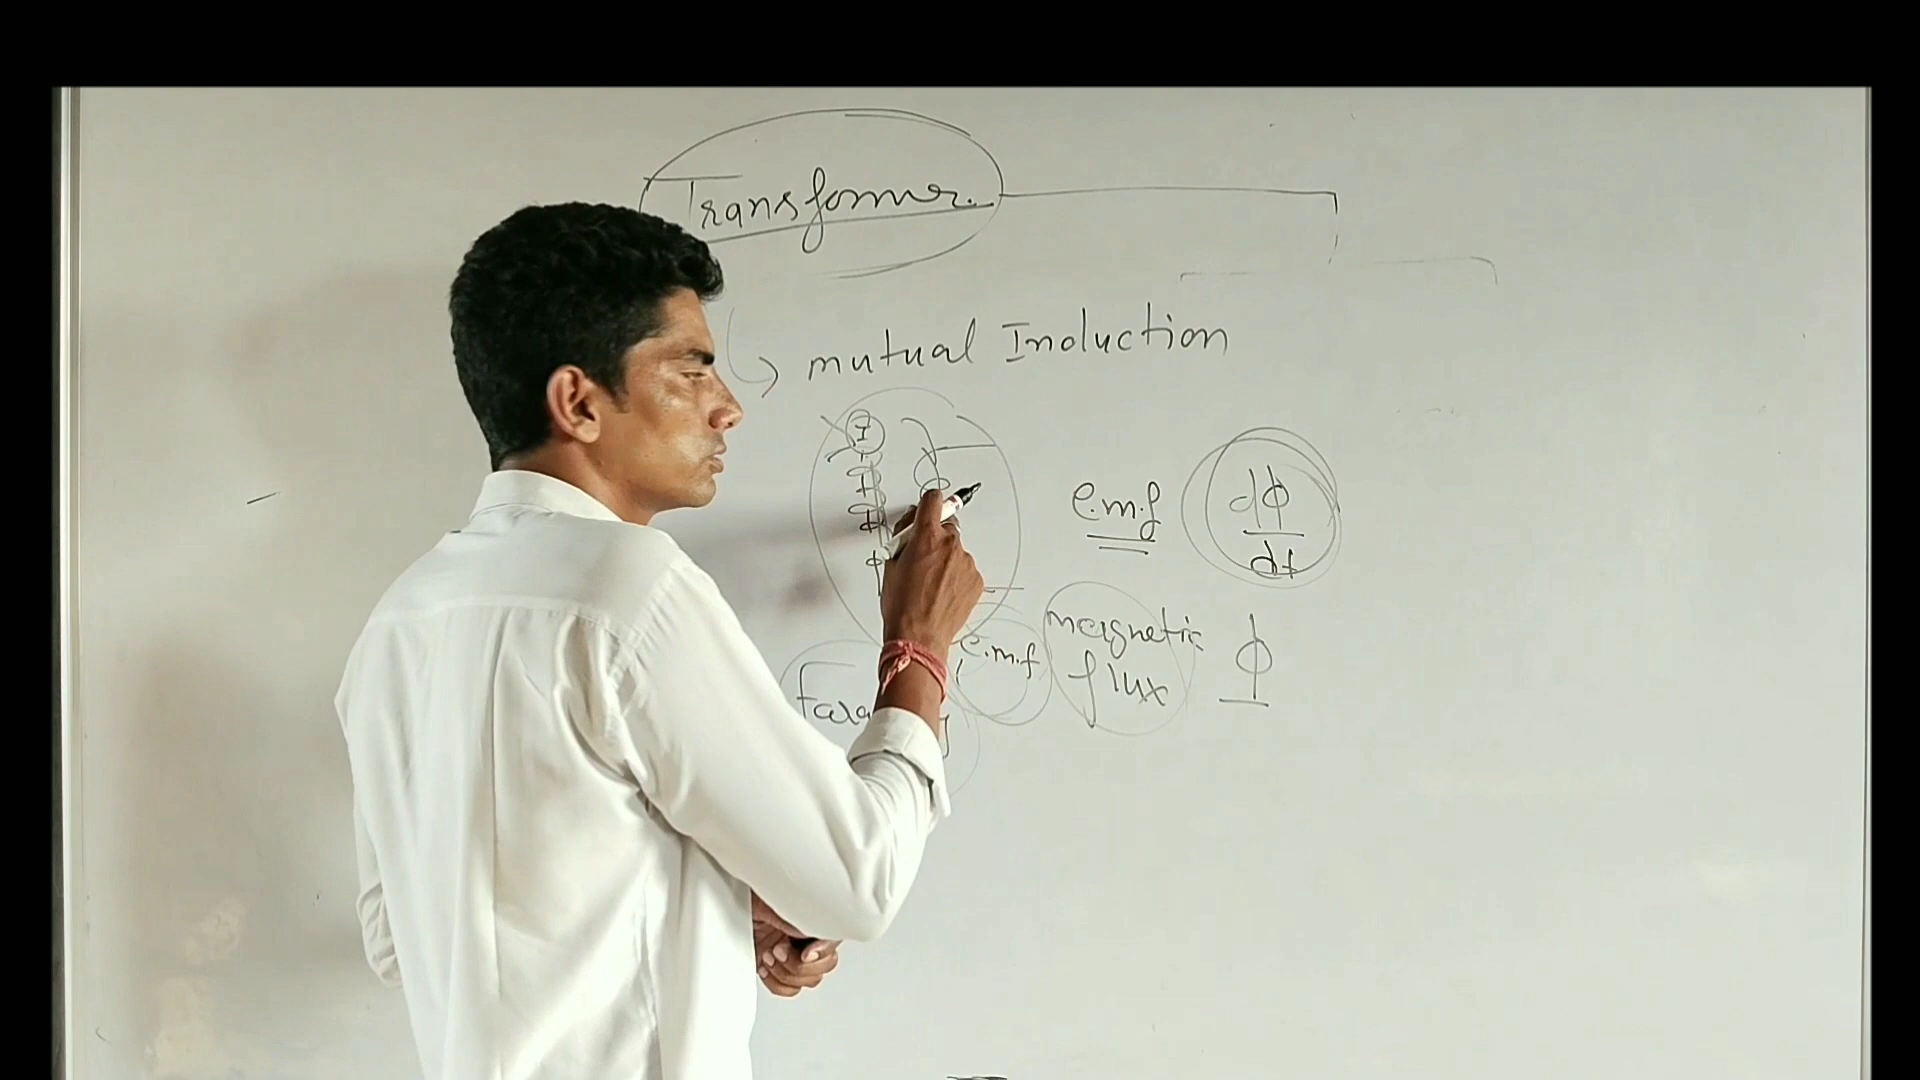 Transformer.
mutual Induction
e.m.f dϕ
dt
e.m.f magnetic
flux
Φ